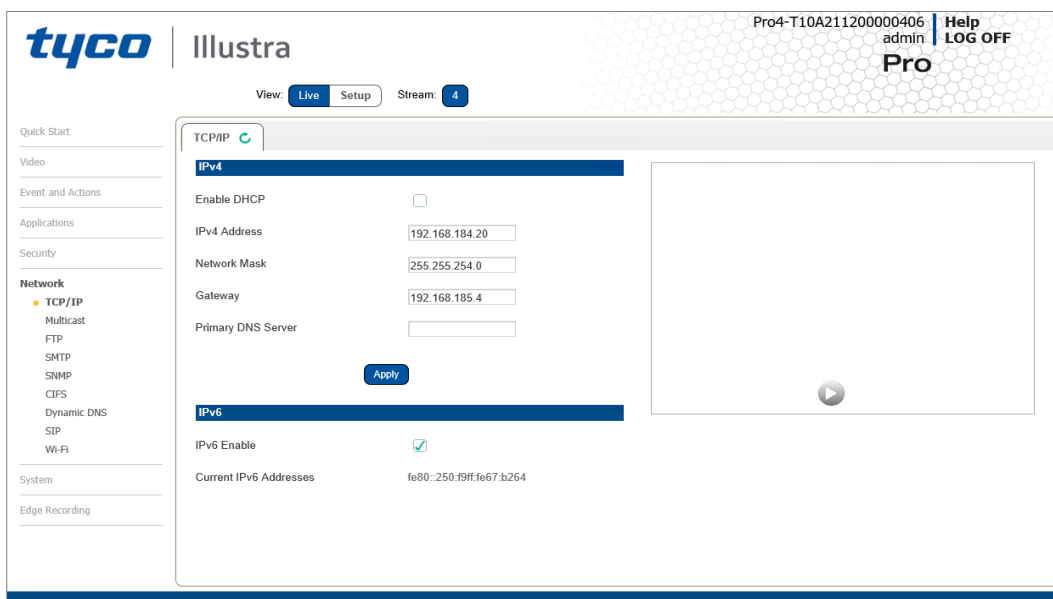 Pro4-T10A211200000406 Help
admin LOG OFF
tyco Illustra
Pro
View: Live Setup Stream: 4
Quick Start
Video
Event and Actions
Applications
Security
Network
TCP/IP
Multicast
FTP
SMTP
SNMP
CIFS
Dynamic DNS
SIP
Wi-Fi
System
Edge Recording
TCP/IP
IPv4
Enable DHCP
IPv4 Address 192.168.184.20
Network Mask 255.255.254.0
Gateway 192.168.185.4
Primary DNS Server
Apply
IPv6
IPv6 Enable
Current IPv6 Addresses fe80::250:f9ff:fe67:b264